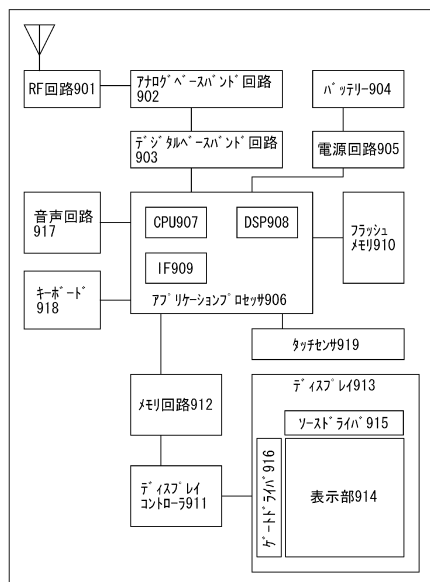 RF回路901
ｱﾅﾛｸﾞﾍﾞｰｽﾊﾞﾝﾄﾞ回路
902
ﾊﾞｯﾃﾘｰ904
ﾃﾞｼﾞﾀﾙﾍﾞｰｽﾊﾞﾝﾄﾞ回路
903
電源回路905
音声回路
917
CPU907
DSP908
ﾌﾗｯｼｭ
ﾒﾓﾘ910
IF909
ｷｰﾎﾞｰﾄﾞ
918
ｱﾌﾟﾘｹｰｼｮﾝﾌﾟﾛｾｯｻ906
ﾀｯﾁｾﾝｻ919
ﾒﾓﾘ回路912
ﾃﾞｨｽﾌﾟﾚｲ913
ｿｰｽﾄﾞﾗｲﾊﾞ915
ﾃﾞｨｽﾌﾟﾚｲ
ｺﾝﾄﾛｰﾗ911
ｹﾞｰﾄﾄﾞﾗｲﾊﾞ916
表示部914